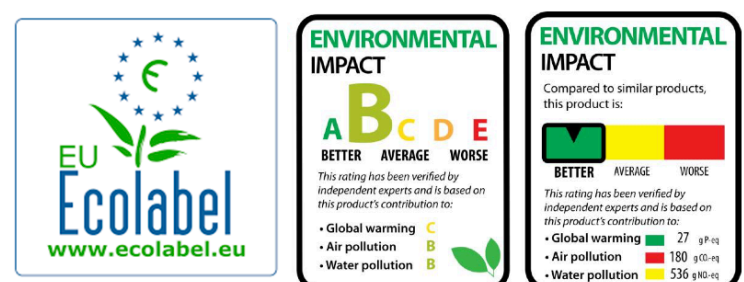 EU
Ecolabel
www.ecolabel.eu
ENVIRONMENTAL
IMPACT
A B C D E
BETTER AVERAGE WORSE
This rating has been verified by
independent experts and is based on
this product's contribution to:
• Global warming C
• Air pollution B
• Water pollution B
ENVIRONMENTAL
IMPACT
Compared to similar products,
this product is:
BETTER AVERAGE WORSE
This rating has been verified by
independent experts and is based on
this product's contribution to:
• Global warming 27 g P-eq
• Air pollution 180 g CO₂-eq
• Water pollution 536 g NO₂-eq